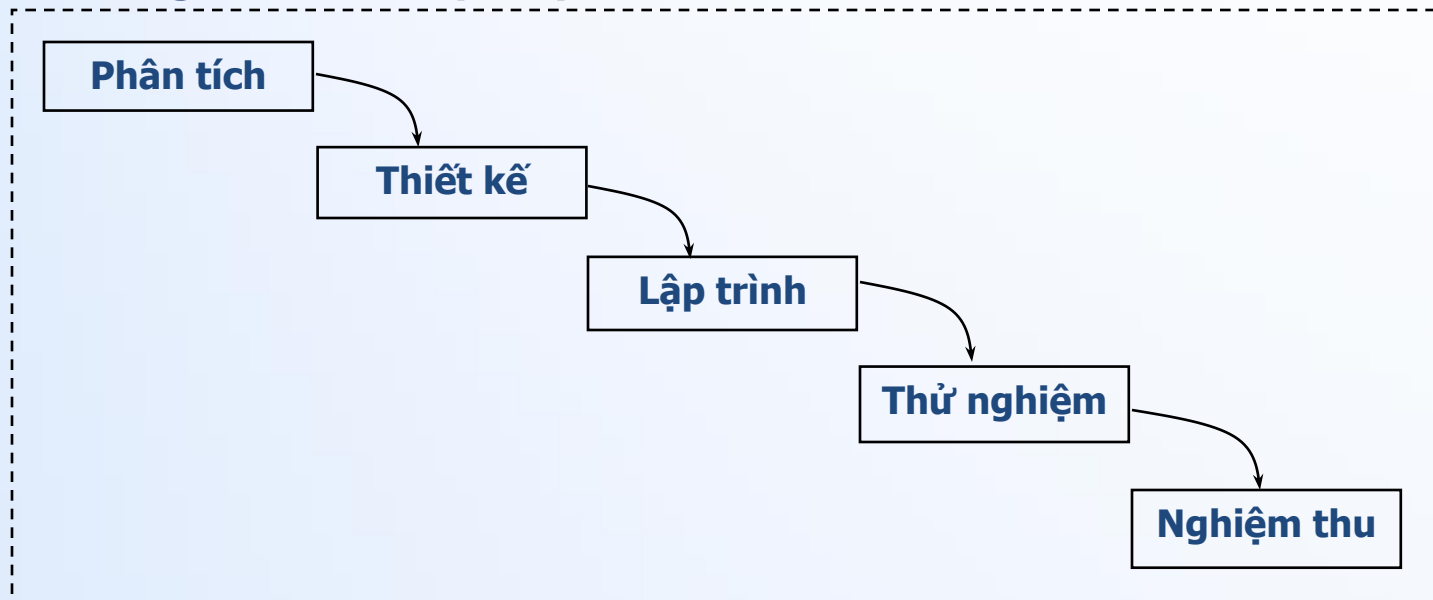 Phân tích
Thiết kế
Lập trình
Thử nghiệm
Nghiệm thu